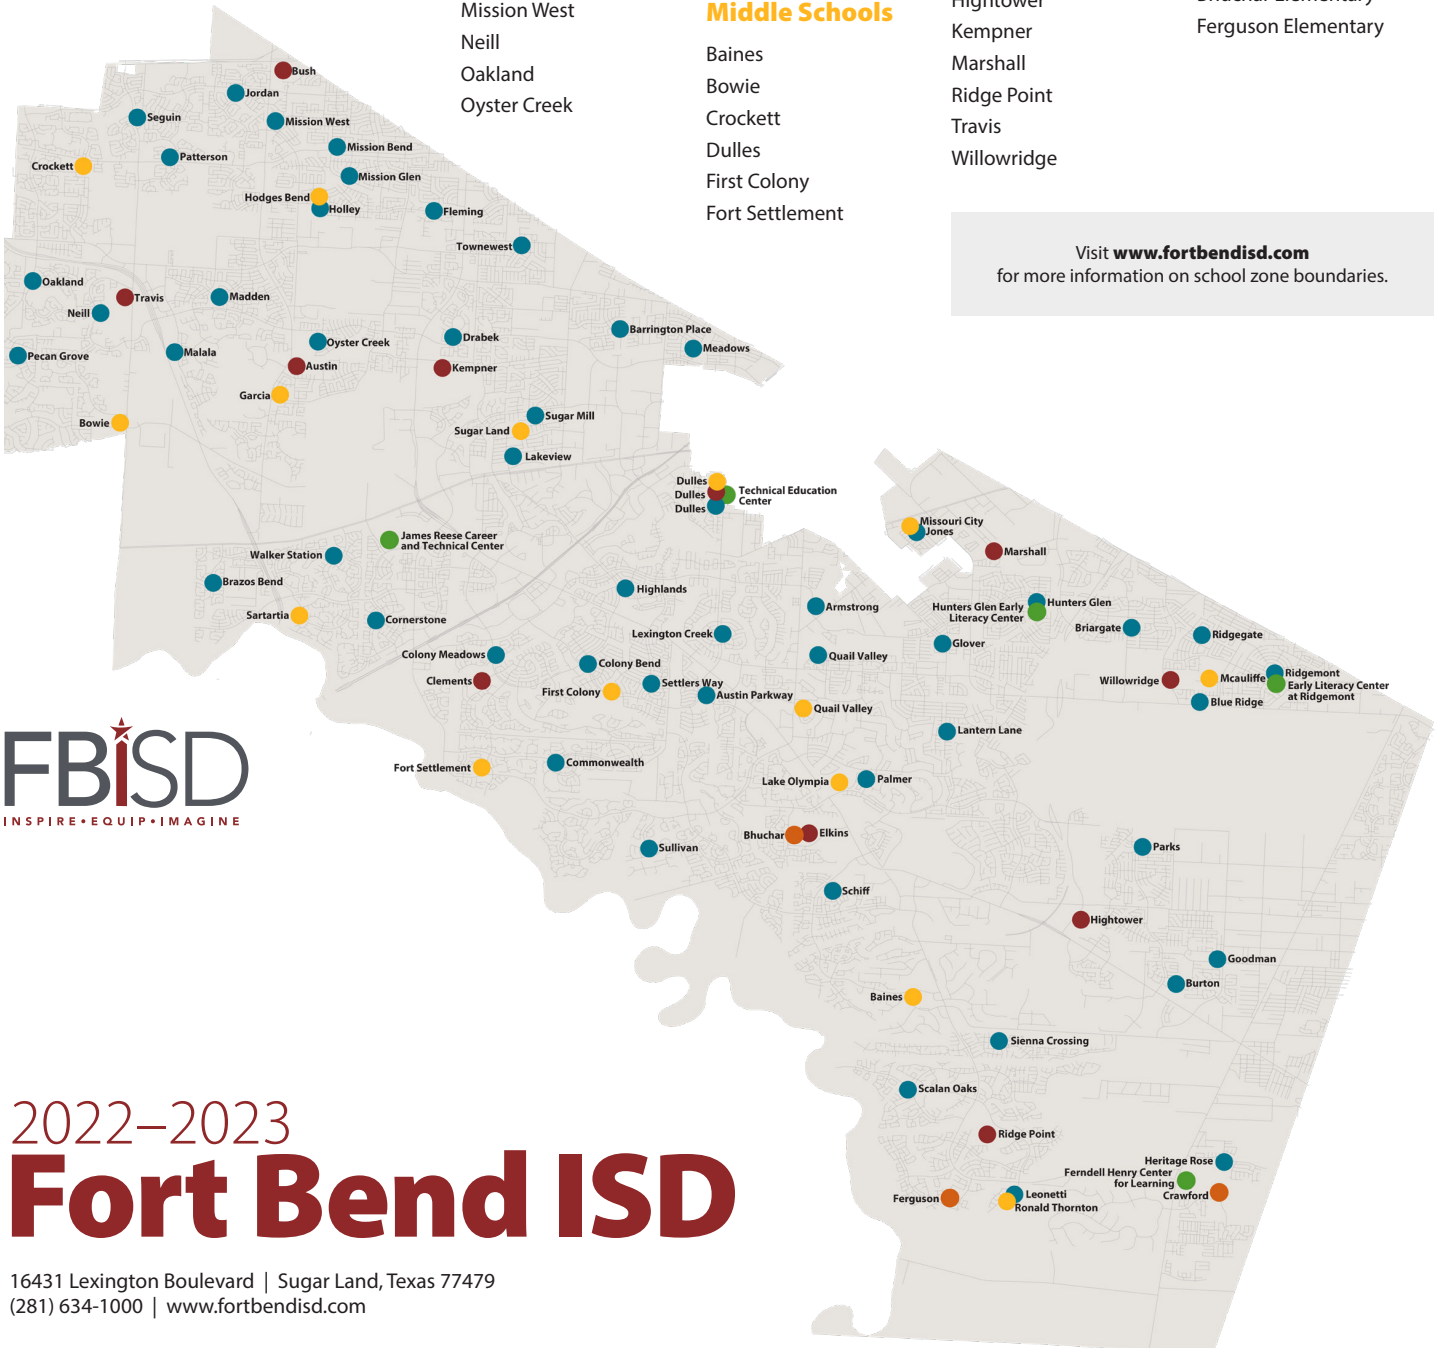 Mission West
Neill
Oakland
Oyster Creek
Middle Schools
Baines
Bowie
Crockett
Dulles
First Colony
Fort Settlement
Hightower
Kempner
Marshall
Ridge Point
Travis
Willowridge
Bhuchar Elementary
Ferguson Elementary
Visit www.fortbendisd.com
for more information on school zone boundaries.
Bush
Jordan
Seguin
Mission West
Mission Bend
Patterson
Crockett
Mission Glen
Hodges Bend
Holley
Fleming
Townewest
Oakland
Travis
Madden
Neill
Barrington Place
Drabek
Oyster Creek
Meadows
Pecan Grove
Malala
Austin
Kempner
Garcia
Bowie
Sugar Mill
Sugar Land
Lakeview
Dulles
Dulles
Dulles
Technical Education
Center
Missouri City
Jones
Marshall
James Reese Career
and Technical Center
Walker Station
Brazos Bend
Highlands
Sartartia
Cornerstone
Armstrong
Hunters Glen Early
Literacy Center
Hunters Glen
Briargate
Ridgegate
Lexington Creek
Glover
Colony Meadows
Quail Valley
Colony Bend
Clements
Settlers Way
First Colony
Austin Parkway
Willowridge
Mcauliffe
Ridgemont
Early Literacy Center
at Ridgemont
Blue Ridge
Quail Valley
Lantern Lane
FBISD
INSPIRE•EQUIP•IMAGINE
Fort Settlement
Commonwealth
Lake Olympia
Palmer
Bhuchar
Elkins
Sullivan
Parks
Schiff
Hightower
Goodman
Burton
Baines
Sienna Crossing
Scalan Oaks
Ridge Point
Heritage Rose
Ferndell Henry Center
for Learning
Crawford
Ferguson
Leonetti
Ronald Thornton
2022–2023
Fort Bend ISD
16431 Lexington Boulevard | Sugar Land, Texas 77479
(281) 634-1000 | www.fortbendisd.com